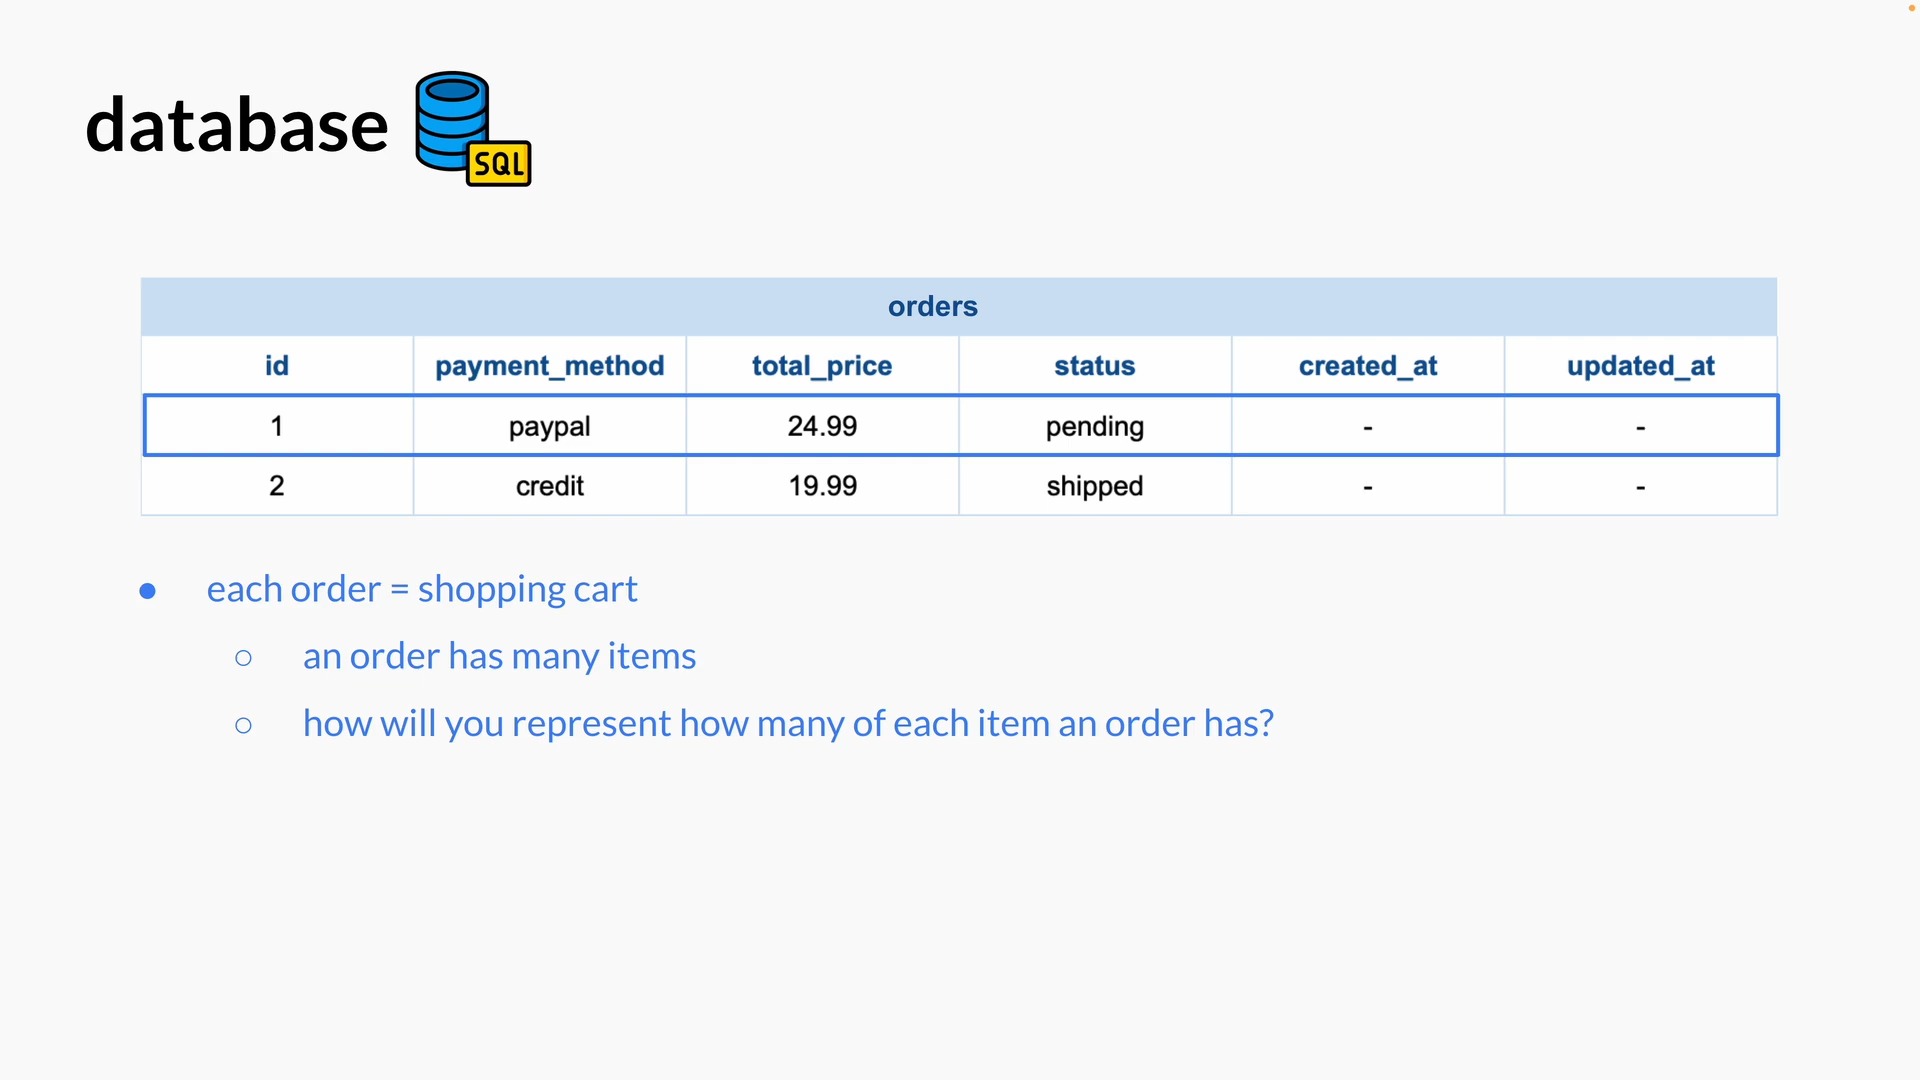 database
SQL
orders
id payment_method total_price status created_at updated_at
1 paypal 24.99 pending - -
2 credit 19.99 shipped - -
● each order = shopping cart
○ an order has many items
○ how will you represent how many of each item an order has?